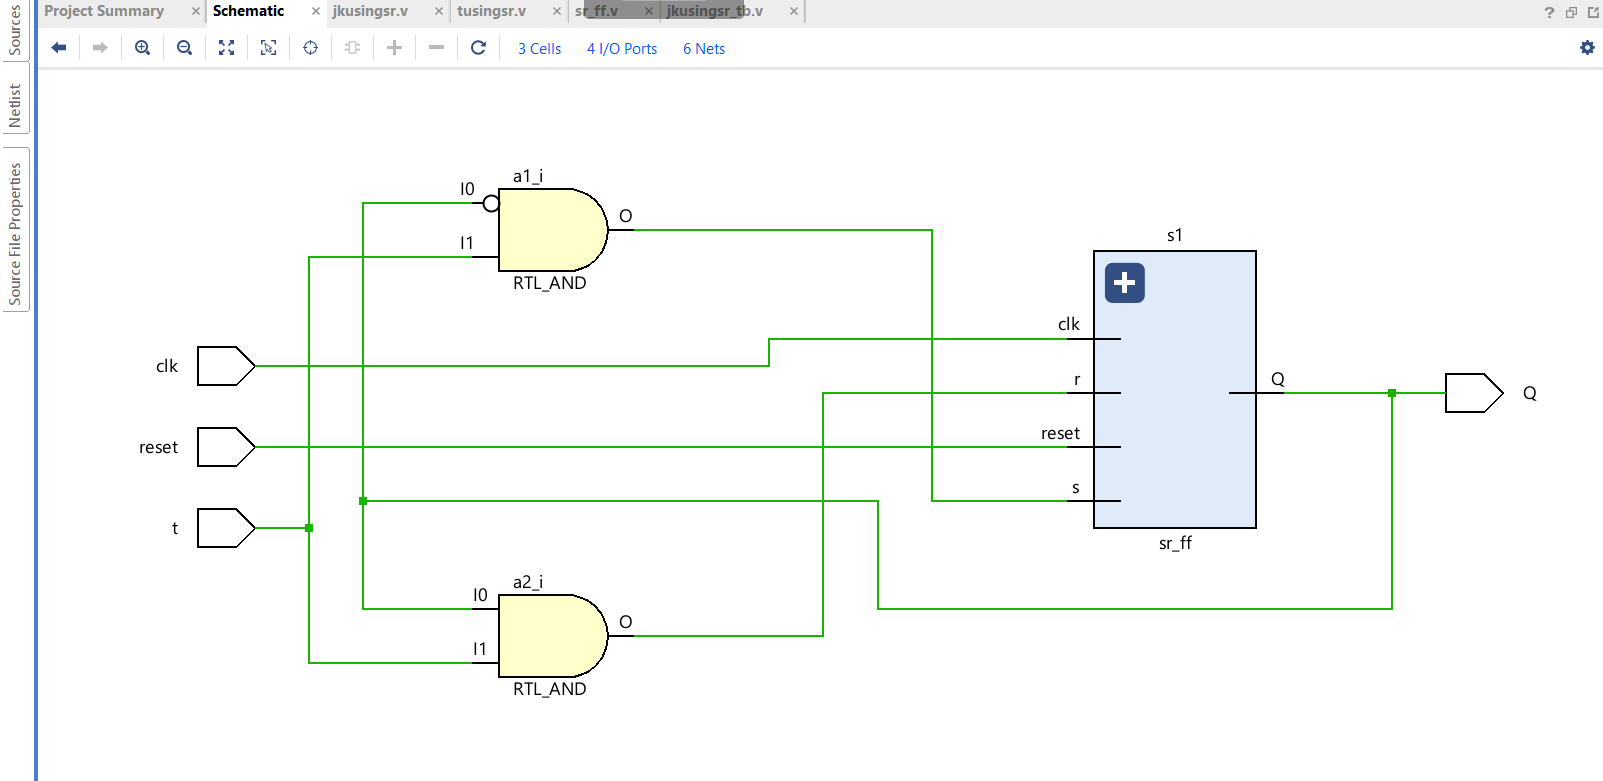 Project Summary × Schematic × jkusingsr.v × tusingsr.v × sr_ff.v × jkusingsr_tb.v ×
Sources
Netlist
Source File Properties
3 Cells 4 I/O Ports 6 Nets
a1_i
I0
I1
O
RTL_AND
s1
clk
r
reset
s
Q
sr_ff
clk
reset
t
Q
a2_i
I0
I1
O
RTL_AND